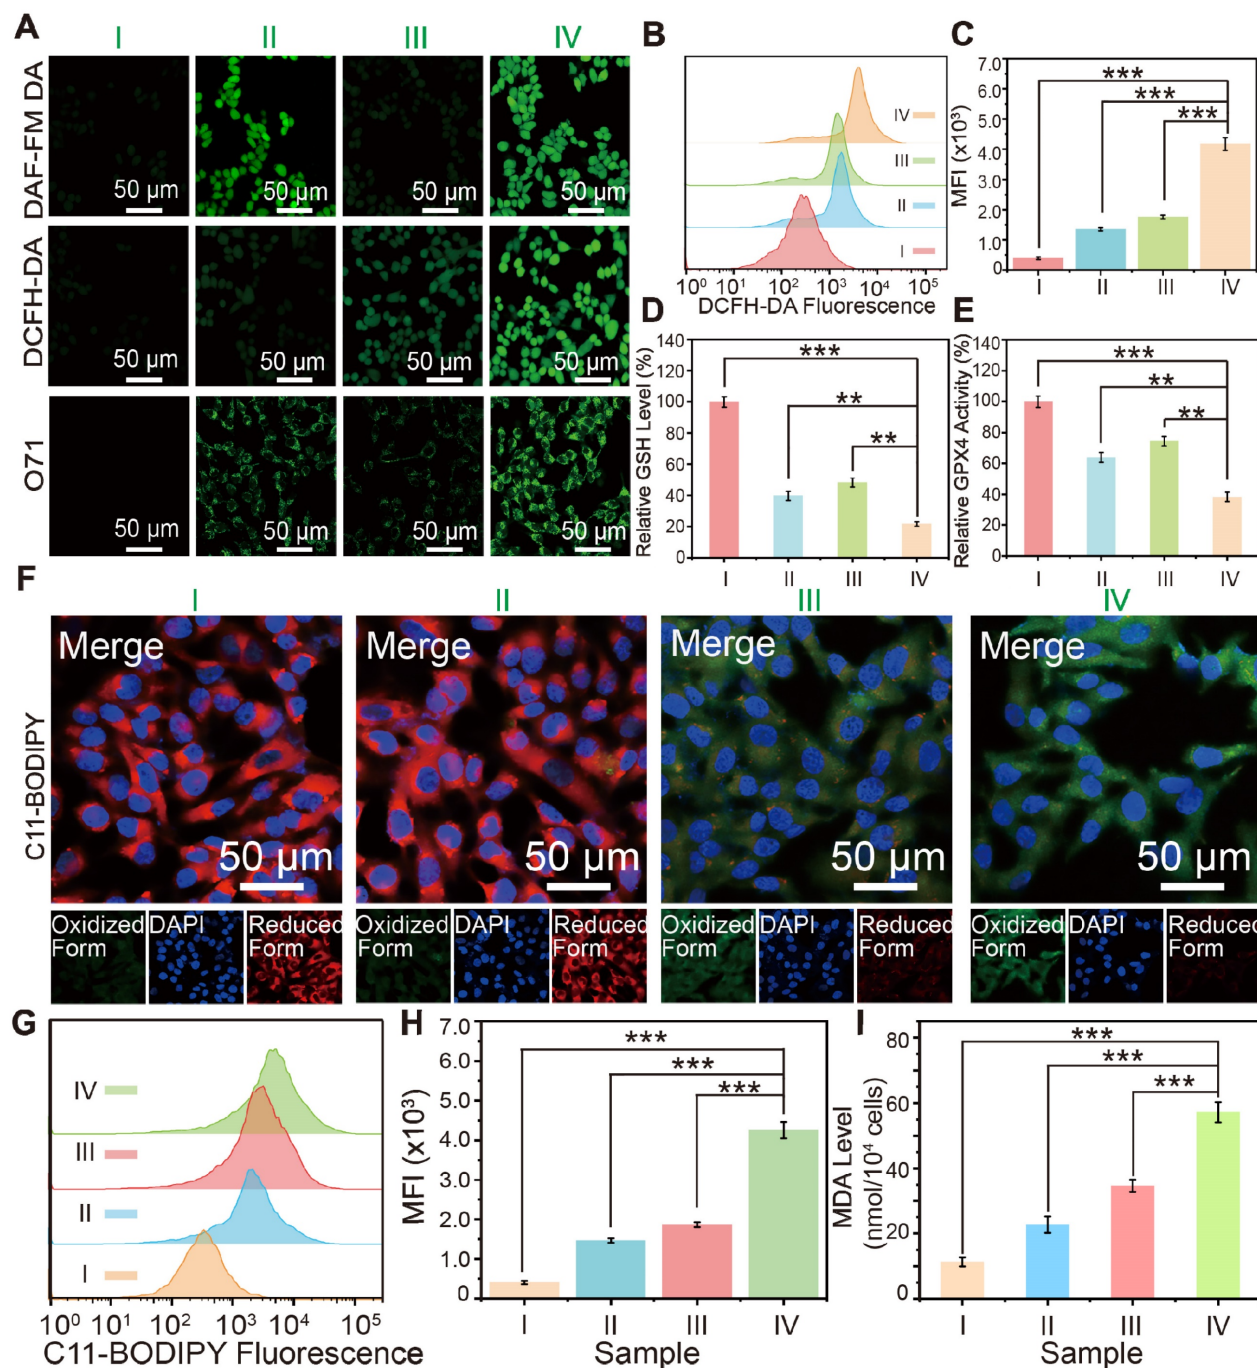 A
I II III IV
DAF-FM DA
50 µm 50 µm 50 µm 50 µm
DCFH-DA
50 µm 50 µm 50 µm 50 µm
O71
50 µm 50 µm 50 µm 50 µm
B
IV
III
II
I
10⁰ 10¹ 10² 10³ 10⁴ 10⁵
DCFH-DA Fluorescence
C
MFI (x10³)
7.0
6.0
5.0
4.0
3.0
2.0
1.0
0
***
***
***
I II III IV
D
Relative GSH Level (%)
140
120
100
80
60
40
20
0
***
**
**
I II III IV
E
Relative GPX4 Activity (%)
140
120
100
80
60
40
20
0
***
**
**
I II III IV
F
I II III IV
C11-BODIPY
Merge Merge Merge Merge
50 µm 50 µm 50 µm 50 µm
Oxidized DAPI Reduced Oxidized DAPI Reduced Oxidized DAPI Reduced Oxidized DAPI Reduced
Form Form Form Form Form Form Form Form
G
IV
III
II
I
10⁰ 10¹ 10² 10³ 10⁴ 10⁵
C11-BODIPY Fluorescence
H
MFI (x10³)
7.0
6.0
5.0
4.0
3.0
2.0
1.0
0
***
***
***
I II III IV
Sample
I
MDA Level
(nmol/10⁴ cells)
80
60
40
20
0
***
***
***
I II III IV
Sample